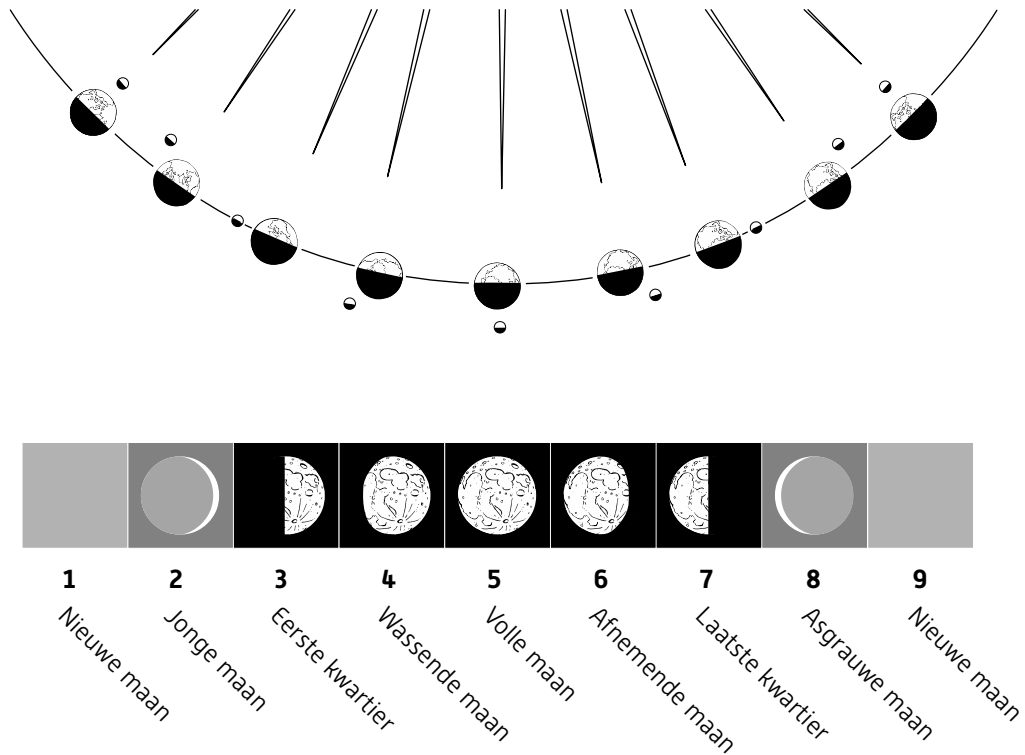 1 2 3 4 5 6 7 8 9
Nieuwe maan
Jonge maan
Eerste kwartier
Wassende maan
Volle maan
Afnemende maan
Laatste kwartier
Asgrauwe maan
Nieuwe maan